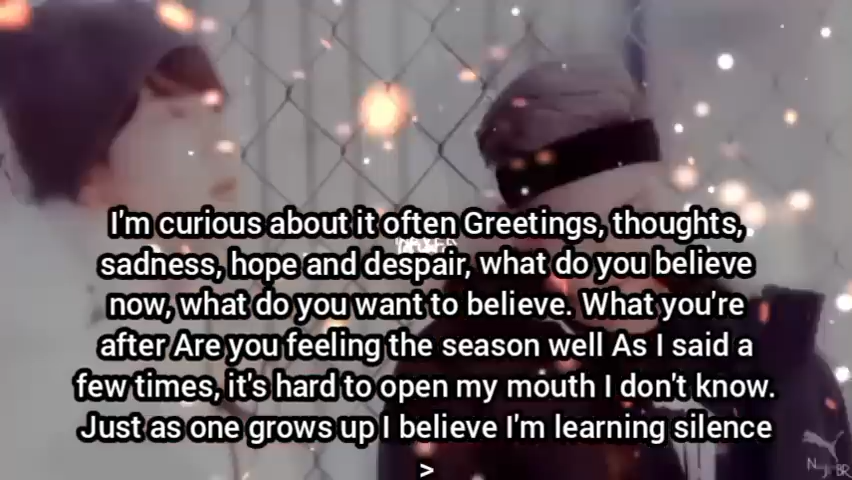 I'm curious about it often Greetings, thoughts,
sadness, hope and despair, what do you believe
now, what do you want to believe. What you're
after Are you feeling the season well As I said a
few times, it's hard to open my mouth I don't know.
Just as one grows up I believe I'm learning silence
>